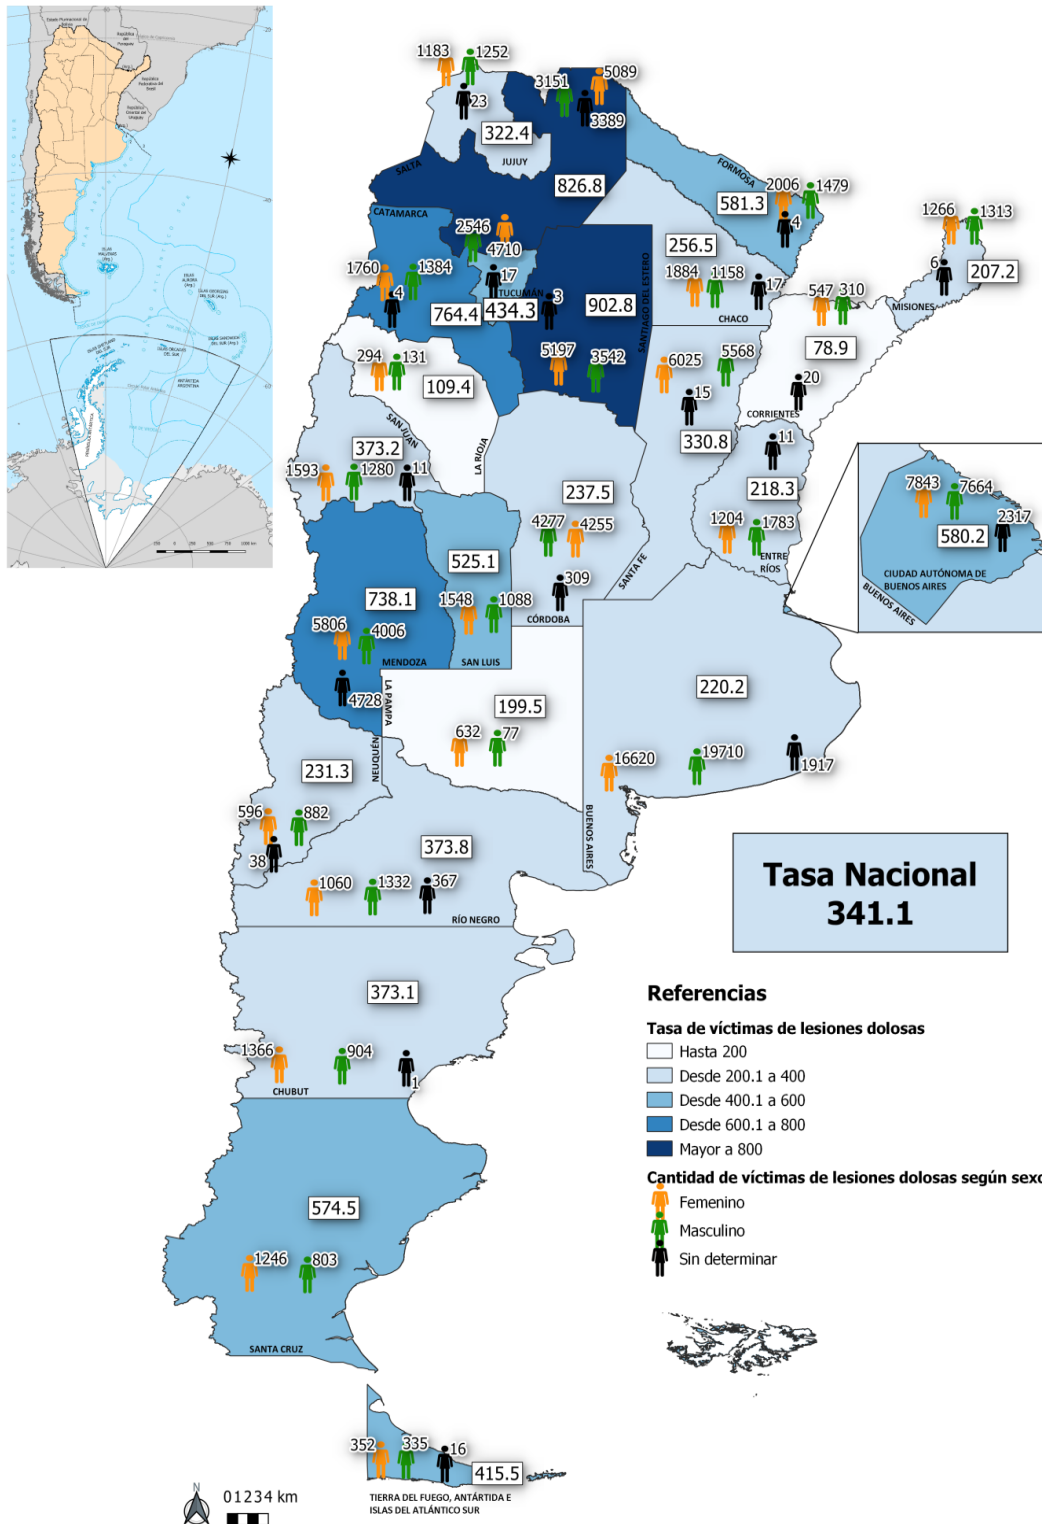 1183
1252
23
322.4
JUJUY
3151
5089
3389
SALTA
826.8
FORMOSA
581.3
2006
1479
4
1266
1313
6
207.2
MISIONES
CATAMARCA
2546
4710
17
TUCUMÁN
434.3
1760
1384
4
764.4
256.5
1884
1158
17
CHACO
SANTIAGO DEL ESTERO
902.8
3
5197
3542
547
310
78.9
20
CORRIENTES
294
131
109.4
LA RIOJA
6025
5568
15
330.8
SANTA FE
SAN JUAN
373.2
1593
1280
11
11
218.3
1204
1783
ENTRE
RÍOS
237.5
4277
4255
309
CÓRDOBA
7843
7664
2317
580.2
CIUDAD AUTÓNOMA DE
BUENOS AIRES
BUENOS AIRES
525.1
1548
1088
SAN LUIS
738.1
5806
4006
MENDOZA
4728
LA PAMPA
199.5
632
77
220.2
16620
19710
1917
BUENOS AIRES
NEUQUÉN
231.3
596
882
38
373.8
1060
1332
367
RÍO NEGRO
Tasa Nacional
341.1
373.1
1366
904
1
CHUBUT
Referencias
Tasa de víctimas de lesiones dolosas
Hasta 200
Desde 200.1 a 400
Desde 400.1 a 600
Desde 600.1 a 800
Mayor a 800
Cantidad de víctimas de lesiones dolosas según sexo
Femenino
Masculino
Sin determinar
574.5
1246
803
SANTA CRUZ
352
335
16
415.5
TIERRA DEL FUEGO, ANTÁRTIDA E
ISLAS DEL ATLÁNTICO SUR
N
01234 km